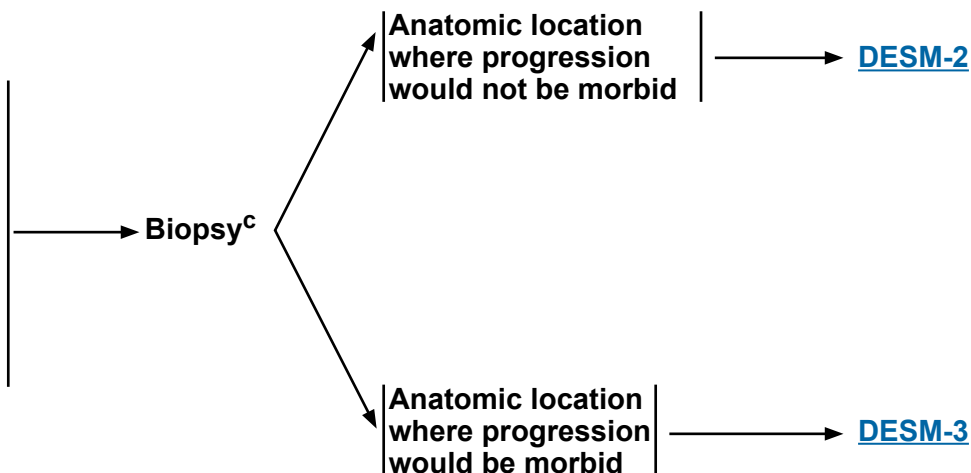 Anatomic location
where progression
would not be morbid
DESM-2
Biopsyᶜ
Anatomic location
where progression
would be morbid
DESM-3